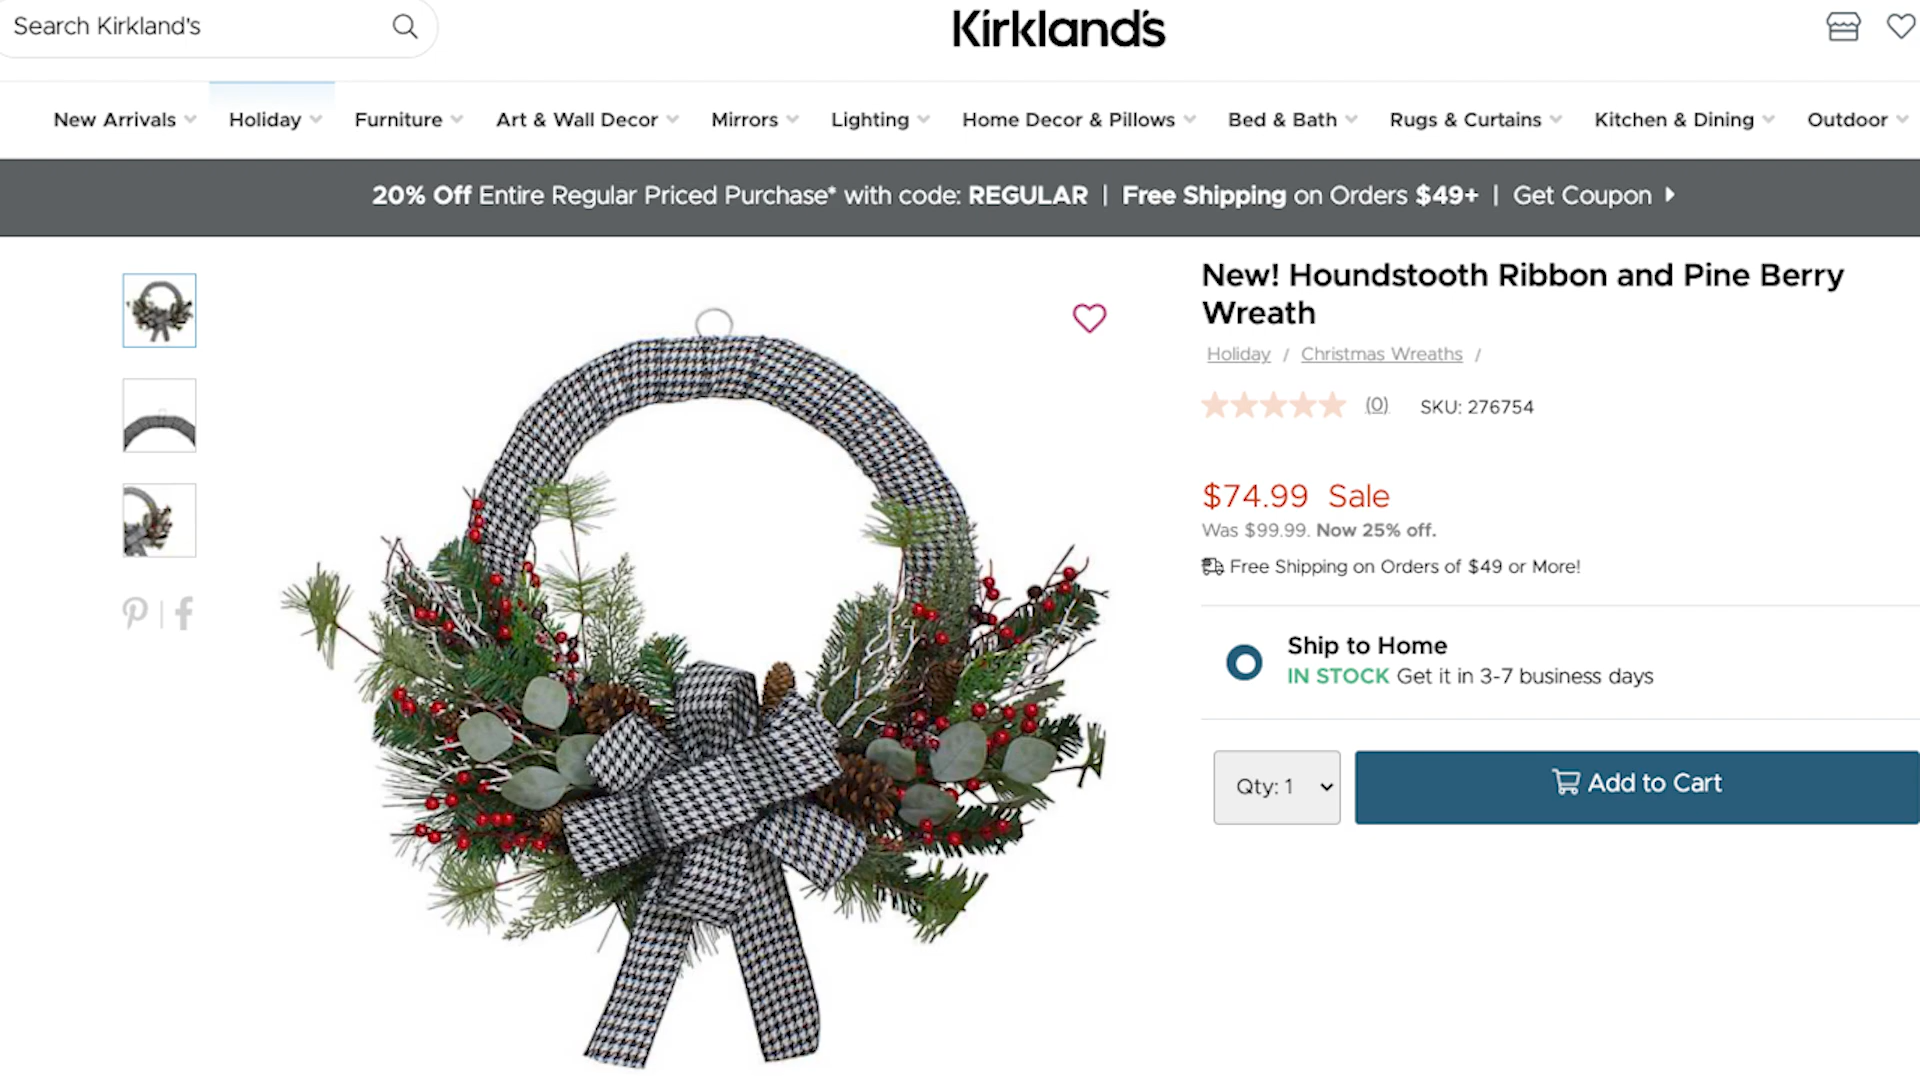 Search Kirkland's
Kirkland's
New Arrivals Holiday Furniture Art & Wall Decor Mirrors Lighting Home Decor & Pillows Bed & Bath Rugs & Curtains Kitchen & Dining Outdoor
20% Off Entire Regular Priced Purchase* with code: REGULAR | Free Shipping on Orders $49+ | Get Coupon
New! Houndstooth Ribbon and Pine Berry
Wreath
Holiday / Christmas Wreaths /
(0) SKU: 276754
$74.99 Sale
Was $99.99. Now 25% off.
Free Shipping on Orders of $49 or More!
Ship to Home
IN STOCK Get it in 3-7 business days
Qty: 1 Add to Cart